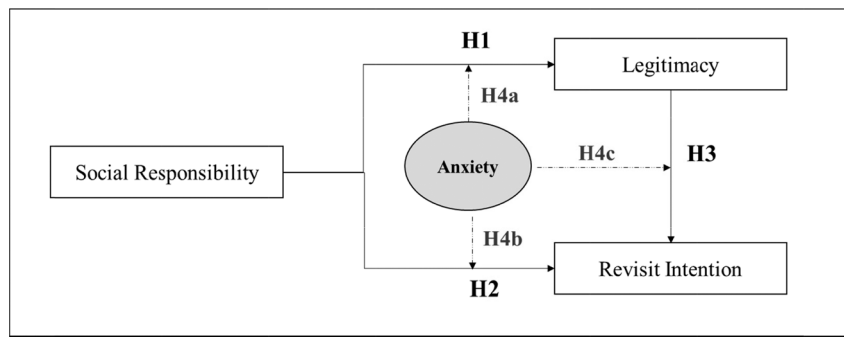 H1
Legitimacy
H4a
Anxiety
H4c
H3
Social Responsibility
H4b
Revisit Intention
H2